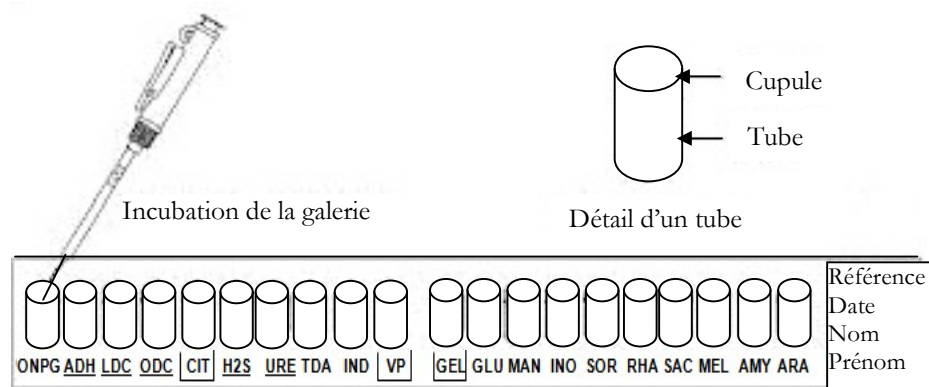 Cupule
Tube
Incubation de la galerie
Détail d'un tube
ONPG ADH LDC ODC CIT H2S URE TDA IND VP GEL GLU MAN INO SOR RHA SAC MEL AMY ARA
Référence
Date
Nom
Prénom